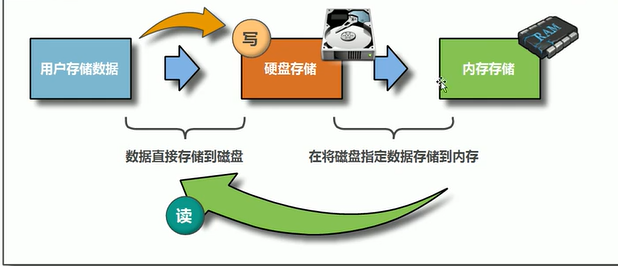 写
用户存储数据
硬盘存储
内存存储
RAM
数据直接存储到磁盘
在将磁盘指定数据存储到内存
读